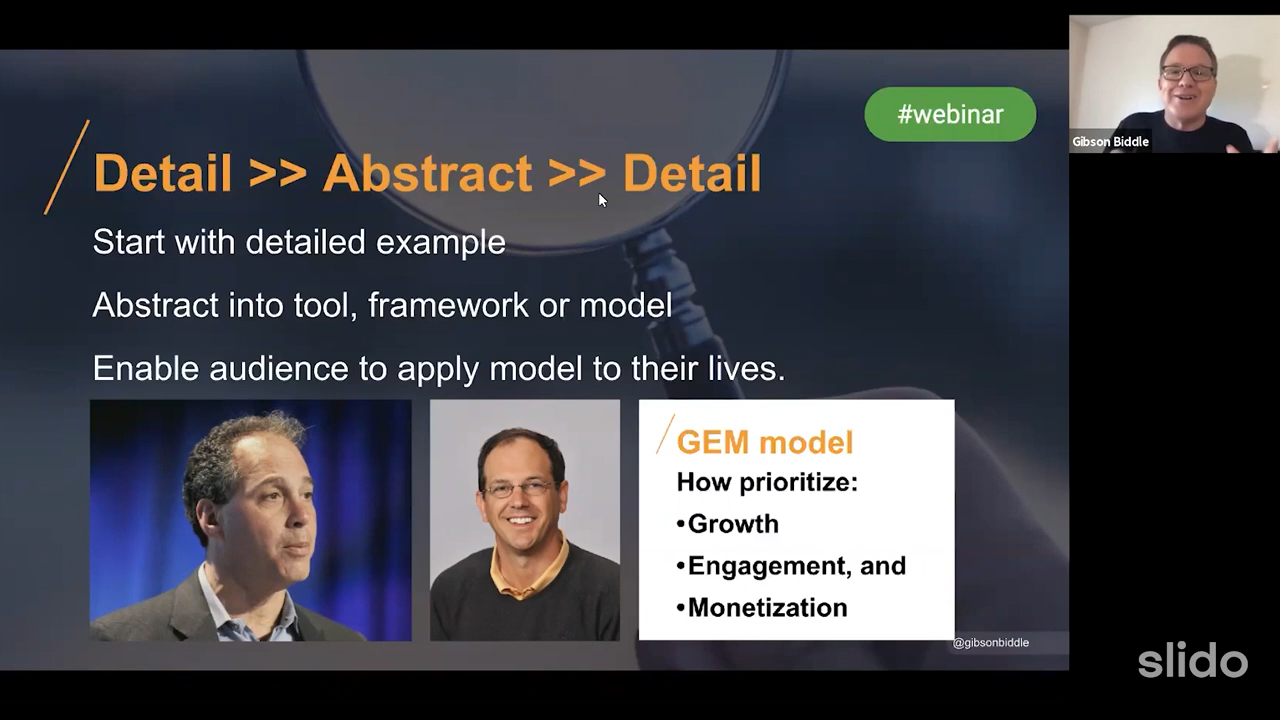 #webinar
Gibson Biddle
Detail >> Abstract >> Detail
Start with detailed example
Abstract into tool, framework or model
Enable audience to apply model to their lives.
GEM model
How prioritize:
•Growth
•Engagement, and
•Monetization
@gibsonbiddle
slido